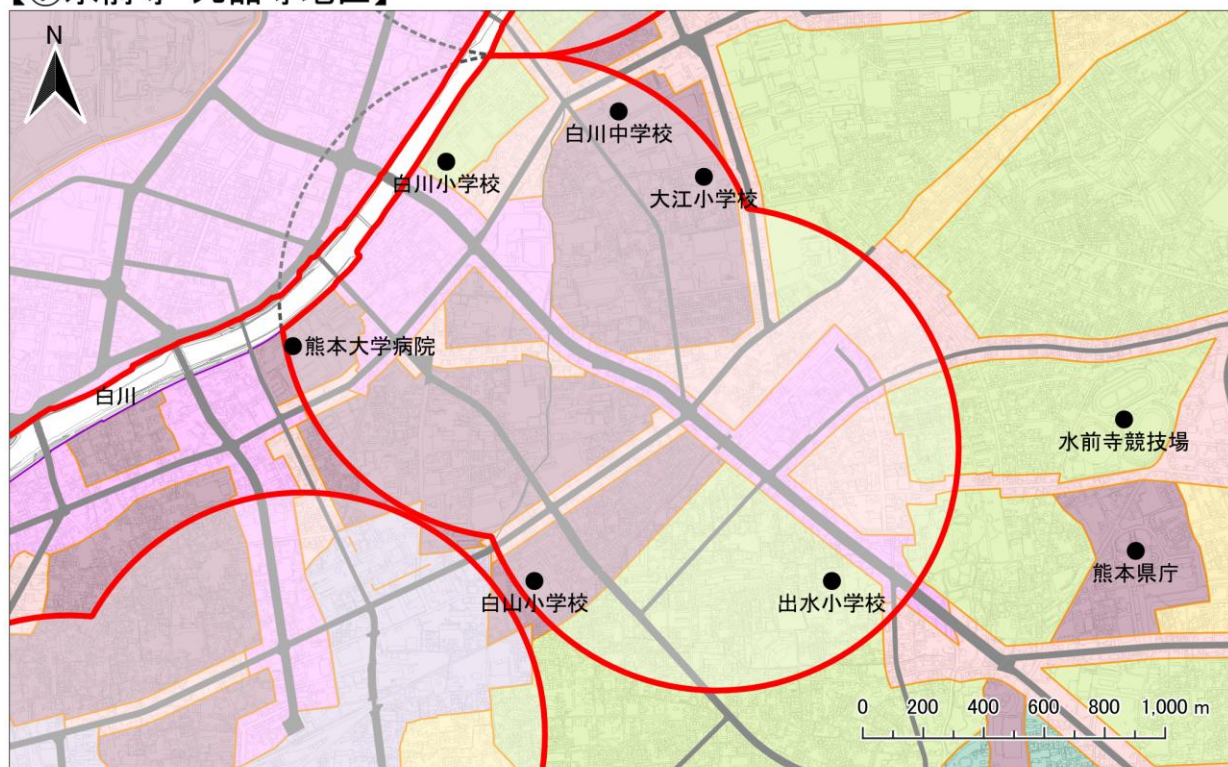 N
白川中学校
白川小学校
大江小学校
熊本大学病院
白川
水前寺競技場
熊本県庁
白山小学校
出水小学校
0 200 400 600 800 1,000 m